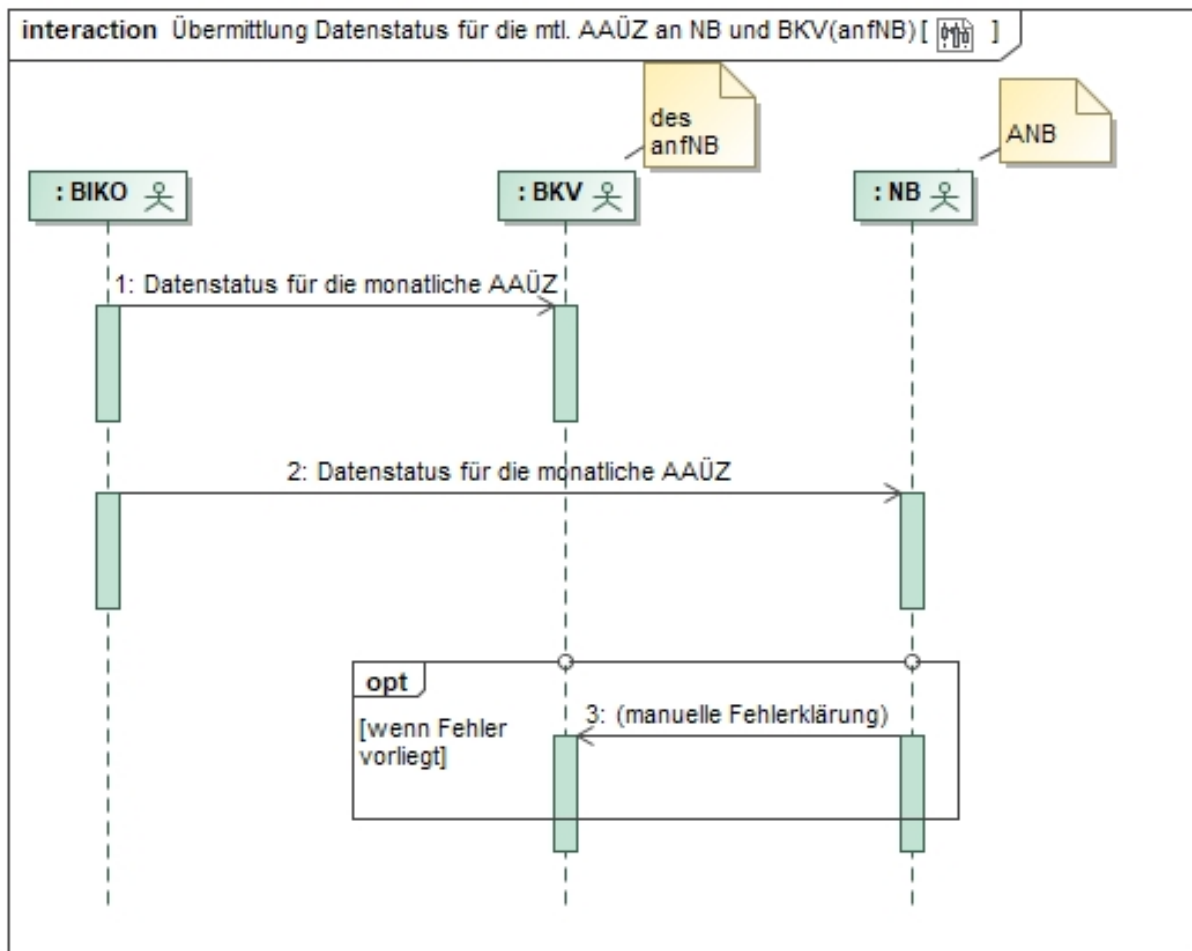 interaction Übermittlung Datenstatus für die mtl. AAÜZ an NB und BKV(anfNB)[ ]
des
anfNB
ANB
: BIKO
: BKV
: NB
1: Datenstatus für die monatliche AAÜZ
2: Datenstatus für die monatliche AAÜZ
opt
[wenn Fehler
vorliegt]
3: (manuelle Fehlerklärung)